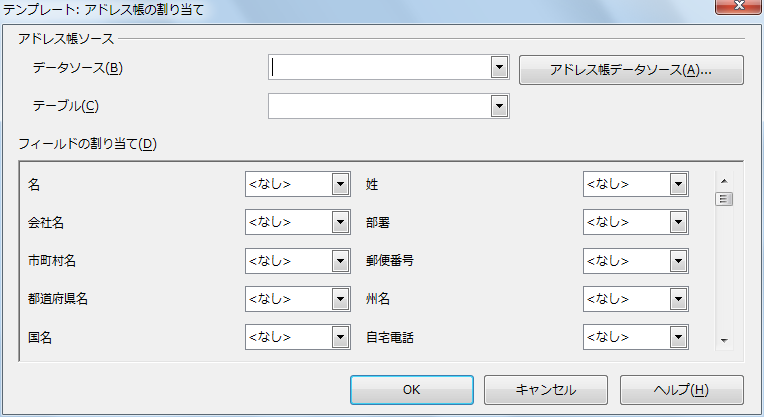 テンプレート: アドレス帳の割り当て
アドレス帳ソース
データソース(B)
アドレス帳データソース(A)...
テーブル(C)
フィールドの割り当て(D)
名 <なし> 姓 <なし>
会社名 <なし> 部署 <なし>
市町村名 <なし> 郵便番号 <なし>
都道府県名 <なし> 州名 <なし>
国名 <なし> 自宅電話 <なし>
OK キャンセル ヘルプ(H)